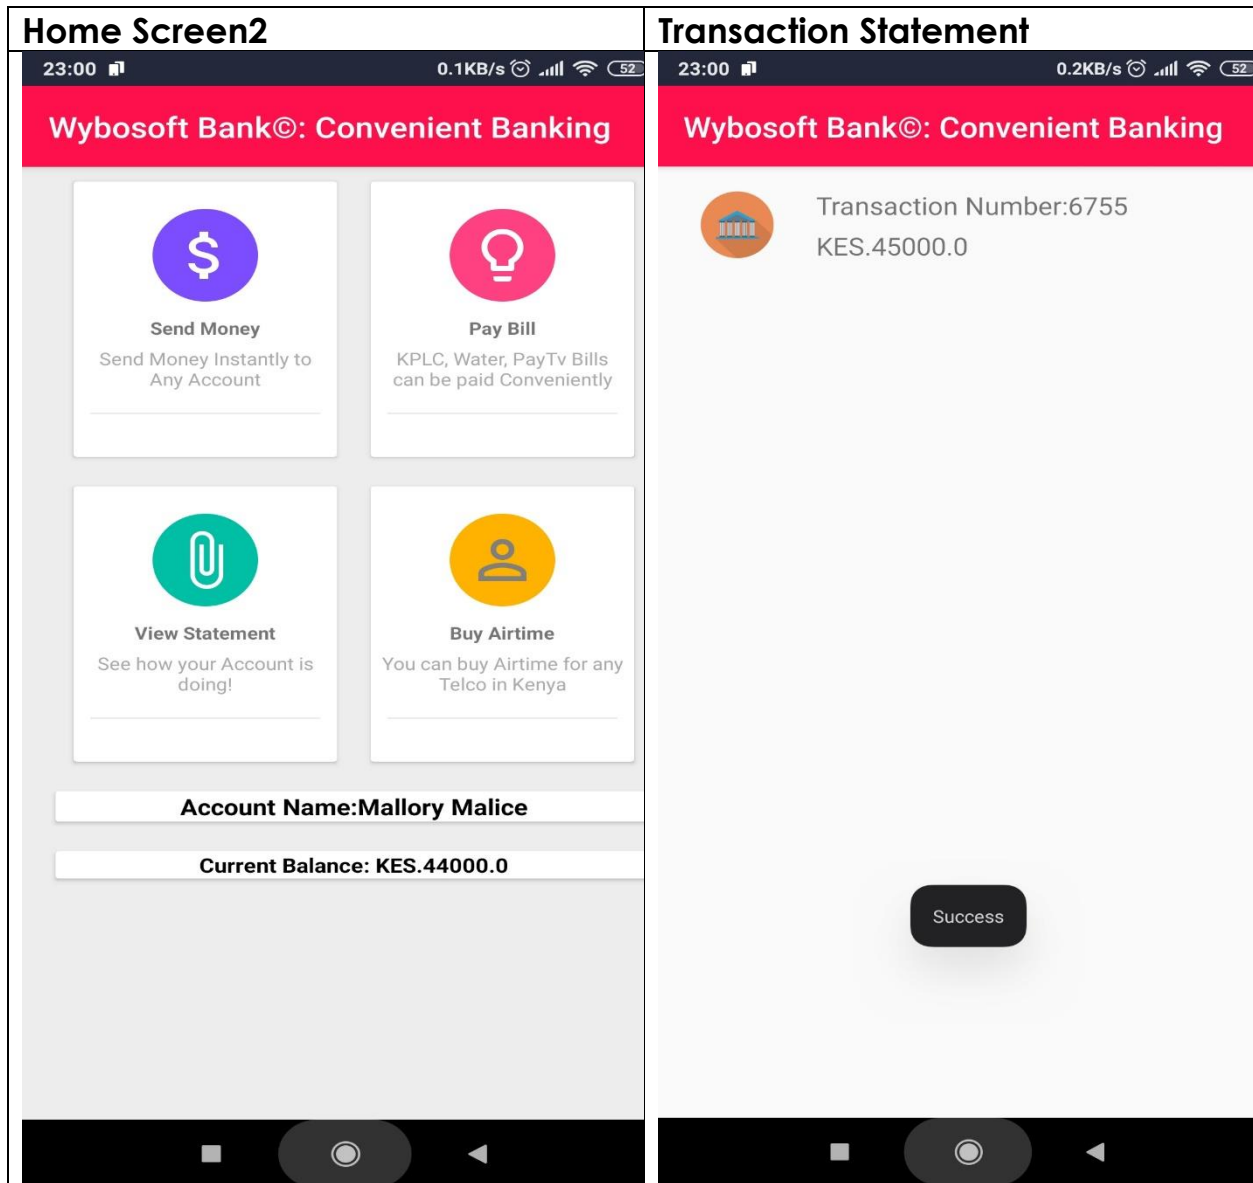 Home Screen2
23:00 0.1KB/s 52
Wybosoft Bank©: Convenient Banking
$
Send Money
Send Money Instantly to
Any Account
Pay Bill
KPLC, Water, PayTv Bills
can be paid Conveniently
View Statement
See how your Account is
doing!
Buy Airtime
You can buy Airtime for any
Telco in Kenya
Account Name:Mallory Malice
Current Balance: KES.44000.0
Transaction Statement
23:00 0.2KB/s 52
Wybosoft Bank©: Convenient Banking
Transaction Number:6755
KES.45000.0
Success